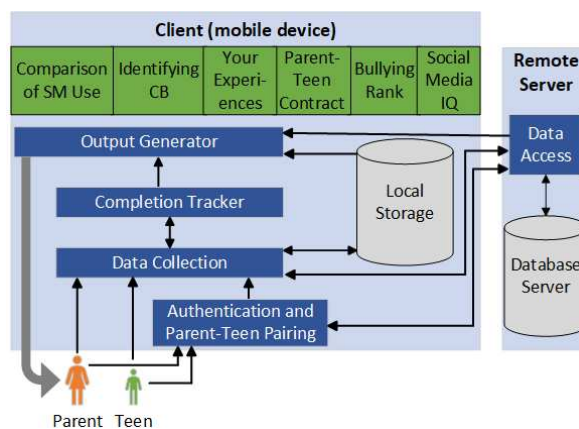 Client (mobile device)
Comparison
of SM Use
Identifying
CB
Your
Experi-
ences
Parent-
Teen
Contract
Bullying
Rank
Social
Media
IQ
Remote
Server
Output Generator
Data
Access
Local
Storage
Completion Tracker
Data Collection
Database
Server
Authentication and
Parent-Teen Pairing
Parent Teen